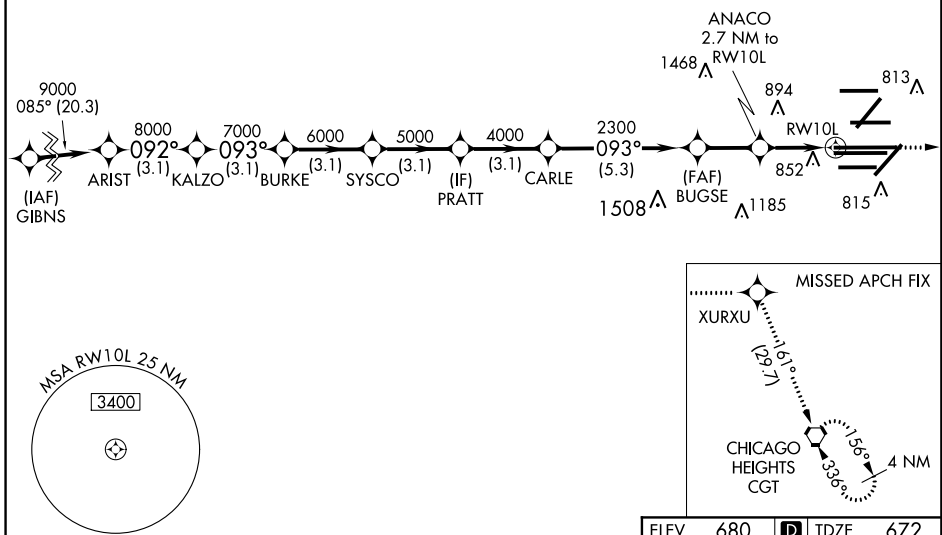 ANACO
2.7 NM to
RW10L
1468
894
813
9000
085° (20.3)
8000
7000
6000
5000
4000
2300
RW10L
092°
093°
093°
(3.1)
(3.1)
(3.1)
(3.1)
(3.1)
(5.3)
852
(IAF)
GIBNS
ARIST
KALZO
BURKE
SYSCO
(IF)
PRATT
CARLE
(FAF)
BUGSE
1508
1185
815
MISSED APCH FIX
XURXU
161°
(29.7)
CHICAGO
HEIGHTS
CGT
156°
336°
4 NM
MSA RW10L 25 NM
3400
ELEV 680 D TDZE 672